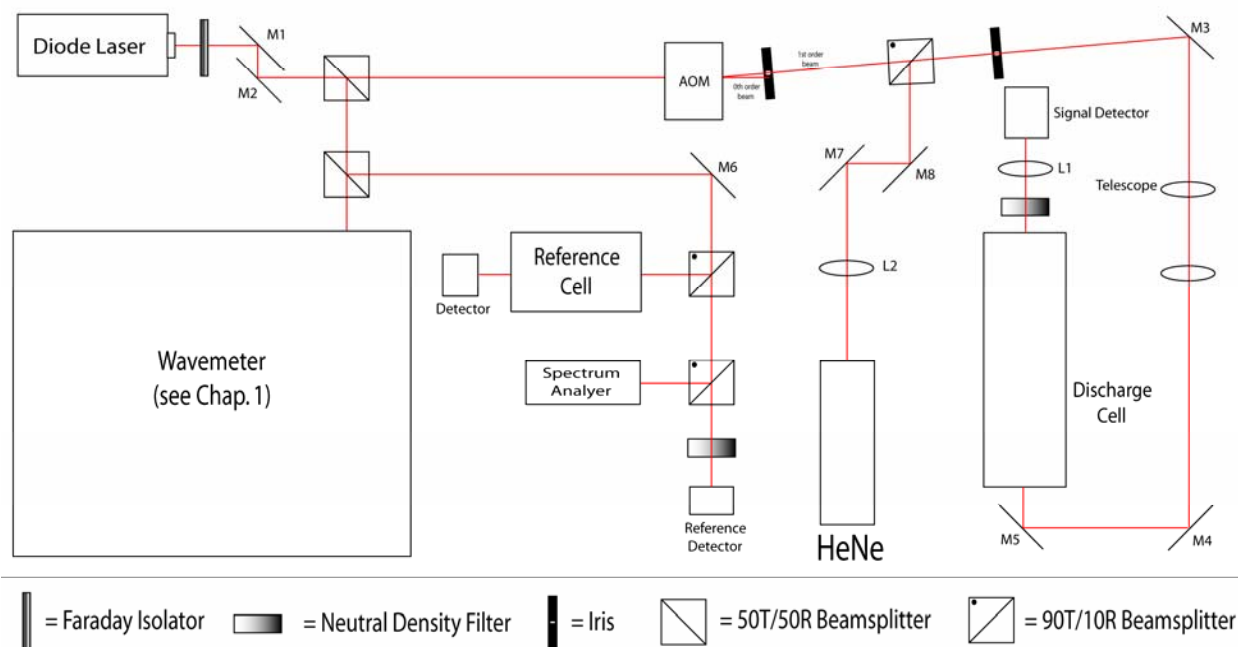 Diode Laser
M1
M2
AOM
0th order
beam
1st order
beam
M3
Signal Detector
L1
Telescope
M7
M8
M6
L2
Reference
Cell
Detector
Wavemeter
(see Chap. 1)
Spectrum
Analyer
Reference
Detector
HeNe
Discharge
Cell
M5
M4
= Faraday Isolator
= Neutral Density Filter
= Iris
= 50T/50R Beamsplitter
= 90T/10R Beamsplitter